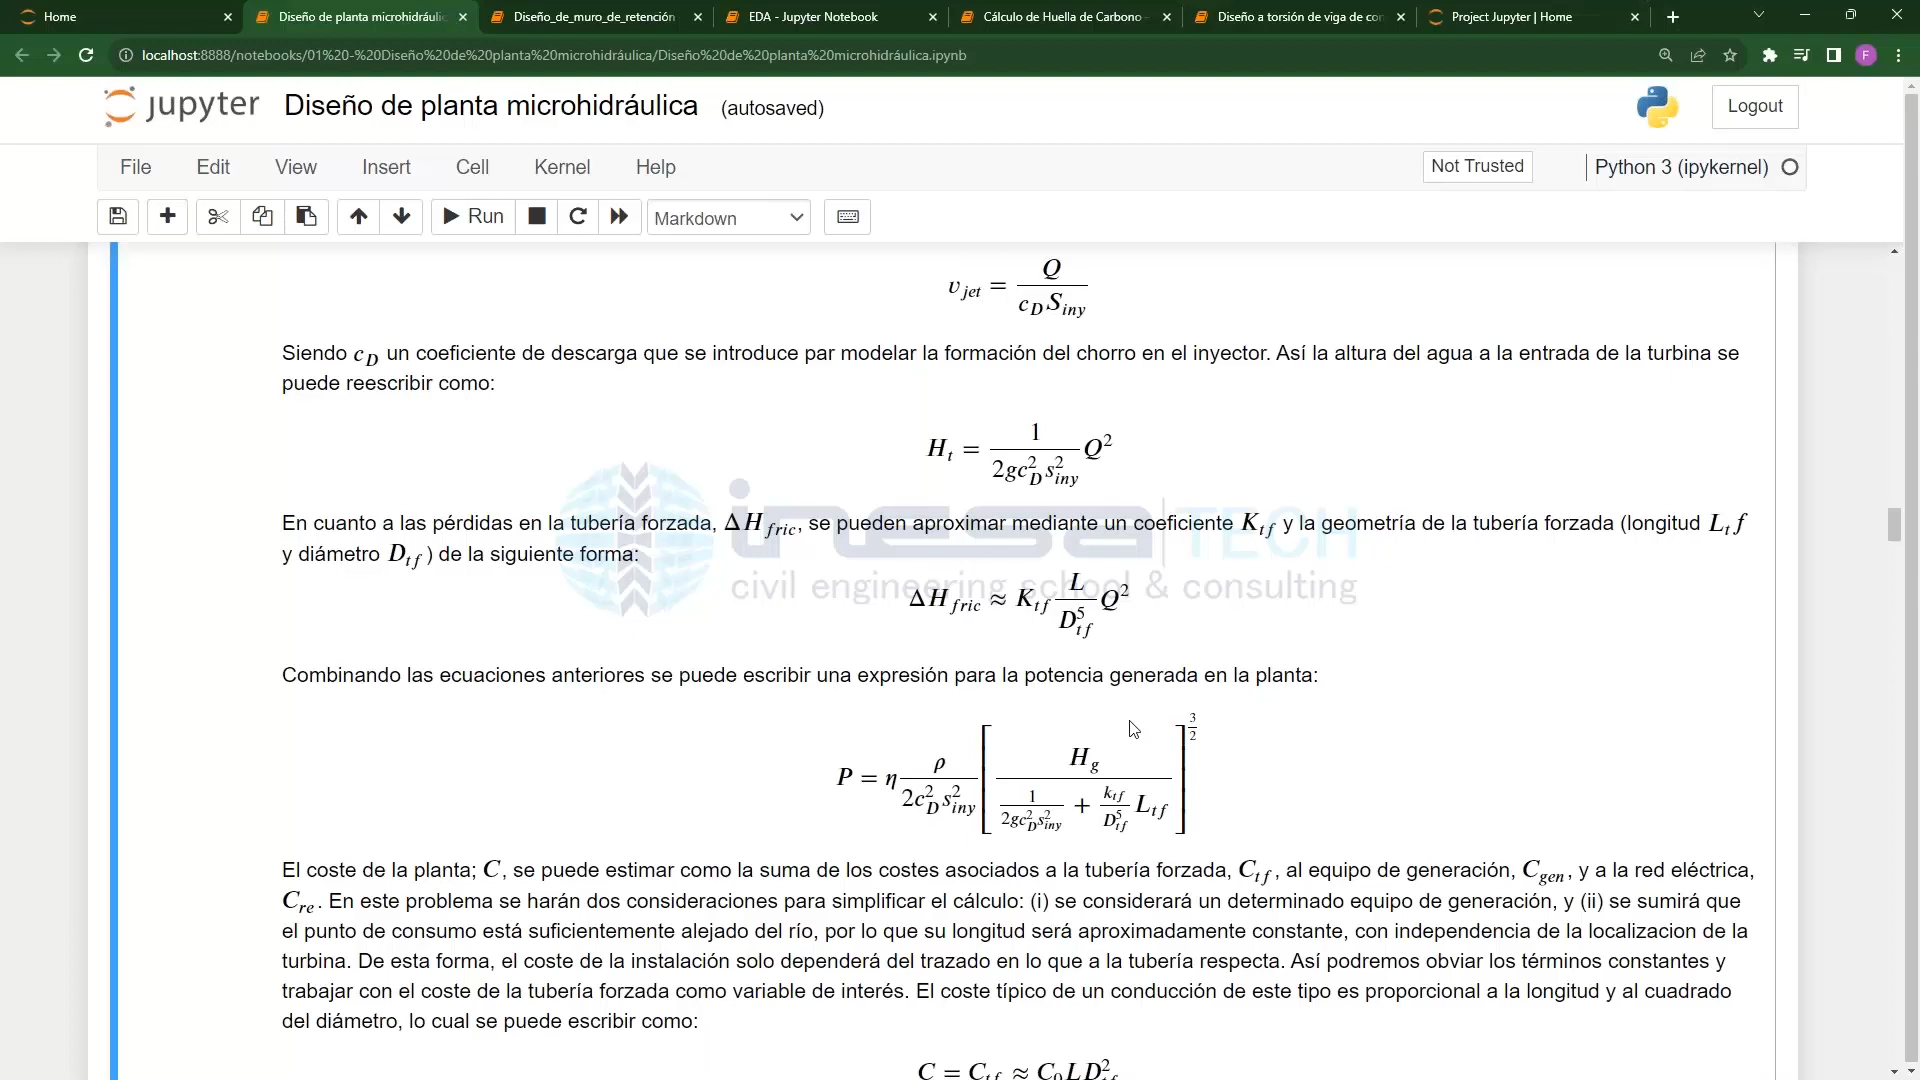 Home
Diseño de planta microhidráulic
Diseño_de_muro_de_retención
EDA - Jupyter Notebook
Cálculo de Huella de Carbono -
Diseño a torsión de viga de con
Project Jupyter | Home
localhost:8888/notebooks/01%20-%20Diseño%20de%20planta%20microhidráulica/Diseño%20de%20planta%20microhidráulica.ipynb
F
jupyter Diseño de planta microhidráulica (autosaved)
Logout
File Edit View Insert Cell Kernel Help
Not Trusted
Python 3 (ipykernel)
Run
Markdown
v_jet = Q / (c_D S_iny)
Siendo c_D un coeficiente de descarga que se introduce par modelar la formación del chorro en el inyector. Así la altura del agua a la entrada de la turbina se
puede reescribir como:
H_t = 1 / (2gc_D^2 s_iny^2) Q^2
En cuanto a las pérdidas en la tubería forzada, ΔH_fric, se pueden aproximar mediante un coeficiente K_tf y la geometría de la tubería forzada (longitud L_t f
y diámetro D_tf) de la siguiente forma:
inesa TECH
civil engineering school & consulting
ΔH_fric ≈ K_tf L / D_tf^5 Q^2
Combinando las ecuaciones anteriores se puede escribir una expresión para la potencia generada en la planta:
P = η ρ / (2c_D^2 s_iny^2) [ H_g / ( 1 / (2gc_D^2 s_iny^2) + k_tf / D_tf^5 L_tf ) ]^(3/2)
El coste de la planta; C, se puede estimar como la suma de los costes asociados a la tubería forzada, C_tf, al equipo de generación, C_gen, y a la red eléctrica,
C_re. En este problema se harán dos consideraciones para simplificar el cálculo: (i) se considerará un determinado equipo de generación, y (ii) se sumirá que
el punto de consumo está suficientemente alejado del río, por lo que su longitud será aproximadamente constante, con independencia de la localizacion de la
turbina. De esta forma, el coste de la instalación solo dependerá del trazado en lo que a la tubería respecta. Así podremos obviar los términos constantes y
trabajar con el coste de la tubería forzada como variable de interés. El coste típico de un conducción de este tipo es proporcional a la longitud y al cuadrado
del diámetro, lo cual se puede escribir como:
C = C_tf ≈ C_0 L D_tf^2